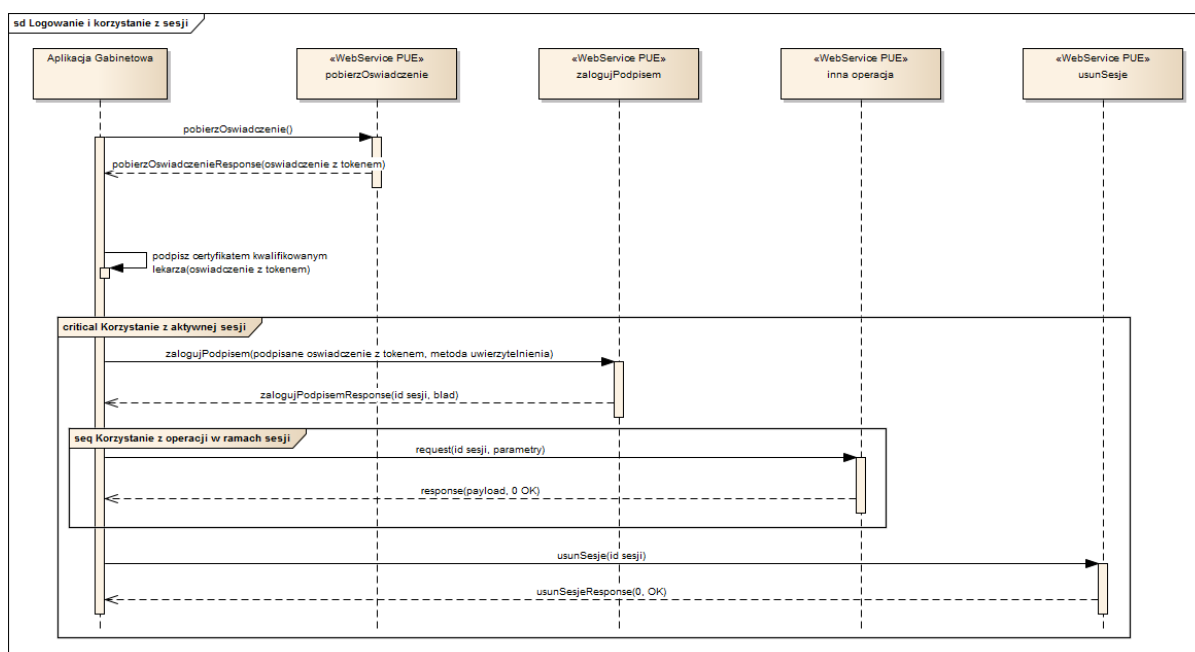 sd Logowanie i korzystanie z sesji
Aplikacja Gabinetowa
«WebService PUE»
pobierzOswiadczenie
«WebService PUE»
zalogujPodpisem
«WebService PUE»
inna operacja
«WebService PUE»
usunSesje
pobierzOswiadczenie()
pobierzOswiadczenieResponse(oswiadczenie z tokenem)
podpisz certyfikatem kwalifikowanym
lekarza(oswiadczenie z tokenem)
critical Korzystanie z aktywnej sesji
zalogujPodpisem(podpisane oswiadczenie z tokenem, metoda uwierzytelnienia)
zalogujPodpisemResponse(id sesji, blad)
seq Korzystanie z operacji w ramach sesji
request(id sesji, parametry)
response(payload, 0 OK)
usunSesje(id sesji)
usunSesjeResponse(0, OK)